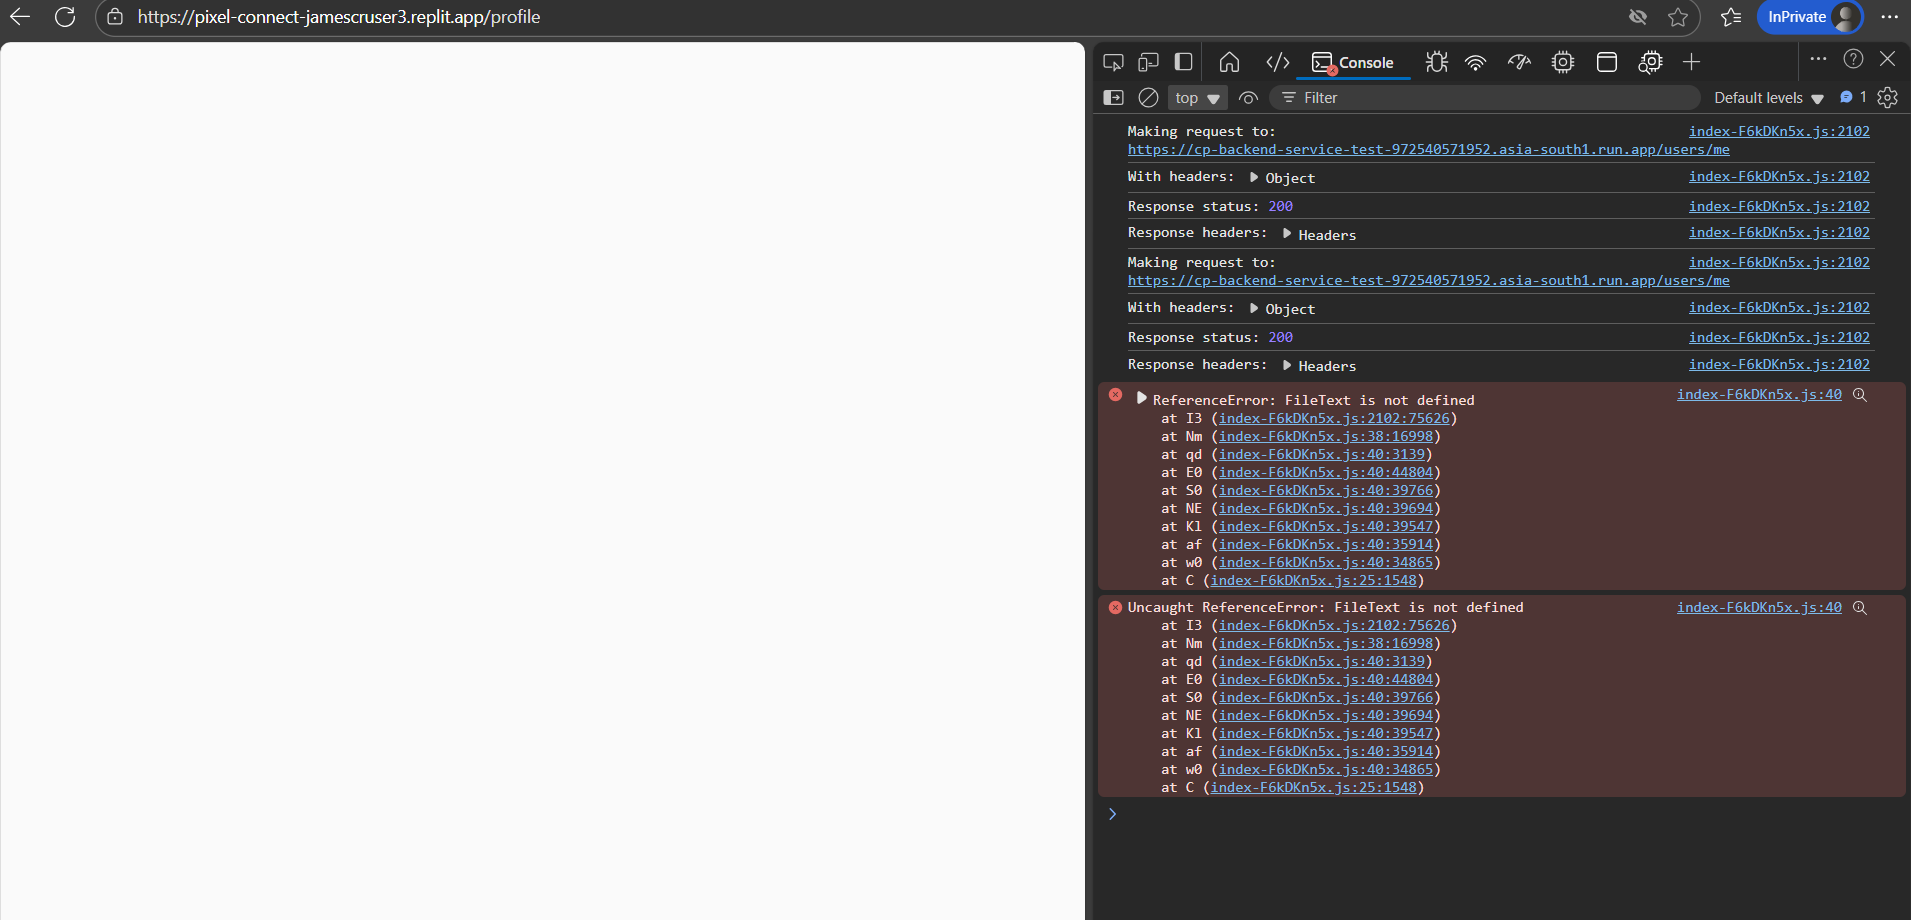 https://pixel-connect-jamescruser3.replit.app/profile
InPrivate
Console
top
Filter
Default levels
1
Making request to:
index-F6kDKn5x.js:2102
https://cp-backend-service-test-972540571952.asia-south1.run.app/users/me
With headers: Object
index-F6kDKn5x.js:2102
Response status: 200
index-F6kDKn5x.js:2102
Response headers: Headers
index-F6kDKn5x.js:2102
Making request to:
index-F6kDKn5x.js:2102
https://cp-backend-service-test-972540571952.asia-south1.run.app/users/me
With headers: Object
index-F6kDKn5x.js:2102
Response status: 200
index-F6kDKn5x.js:2102
Response headers: Headers
index-F6kDKn5x.js:2102
ReferenceError: FileText is not defined
index-F6kDKn5x.js:40
at I3 (index-F6kDKn5x.js:2102:75626)
at Nm (index-F6kDKn5x.js:38:16998)
at qd (index-F6kDKn5x.js:40:3139)
at E0 (index-F6kDKn5x.js:40:44804)
at S0 (index-F6kDKn5x.js:40:39766)
at NE (index-F6kDKn5x.js:40:39694)
at Kl (index-F6kDKn5x.js:40:39547)
at af (index-F6kDKn5x.js:40:35914)
at w0 (index-F6kDKn5x.js:40:34865)
at C (index-F6kDKn5x.js:25:1548)
Uncaught ReferenceError: FileText is not defined
index-F6kDKn5x.js:40
at I3 (index-F6kDKn5x.js:2102:75626)
at Nm (index-F6kDKn5x.js:38:16998)
at qd (index-F6kDKn5x.js:40:3139)
at E0 (index-F6kDKn5x.js:40:44804)
at S0 (index-F6kDKn5x.js:40:39766)
at NE (index-F6kDKn5x.js:40:39694)
at Kl (index-F6kDKn5x.js:40:39547)
at af (index-F6kDKn5x.js:40:35914)
at w0 (index-F6kDKn5x.js:40:34865)
at C (index-F6kDKn5x.js:25:1548)